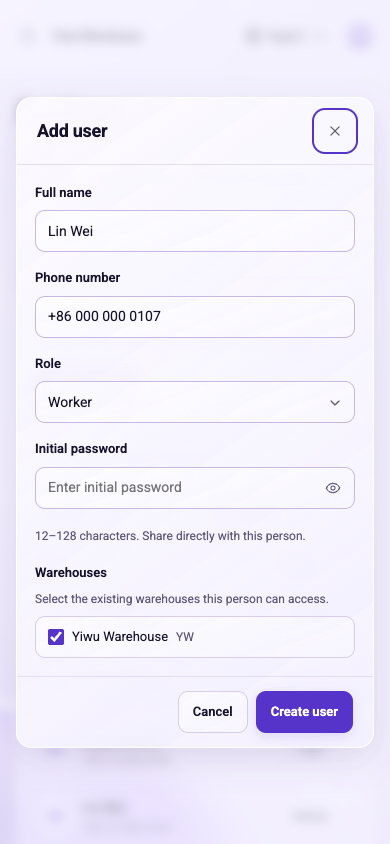 Add user
Full name
Lin Wei
Phone number
+86 000 000 0107
Role
Worker
Initial password
Enter initial password
12–128 characters. Share directly with this person.
Warehouses
Select the existing warehouses this person can access.
Yiwu Warehouse YW
Cancel
Create user